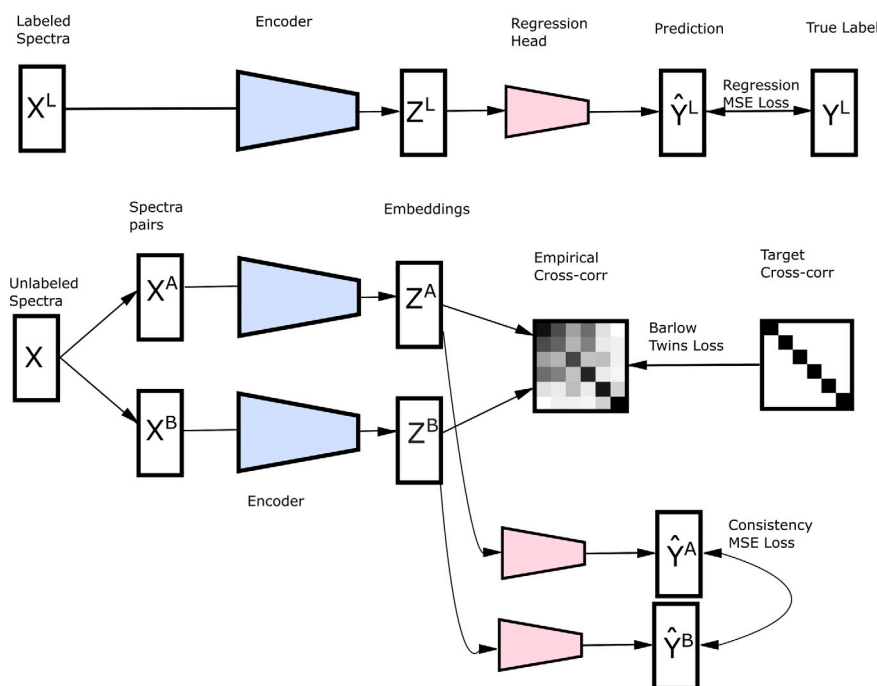 Labeled
Spectra
Encoder
Regression
Head
Prediction
True Label
X^L
Z^L
Ŷ^L
Regression
MSE Loss
Y^L
Spectra
pairs
Embeddings
Unlabeled
Spectra
Empirical
Cross-corr
Target
Cross-corr
X^A
Z^A
X
Barlow
Twins Loss
X^B
Z^B
Encoder
Consistency
MSE Loss
Ŷ^A
Ŷ^B